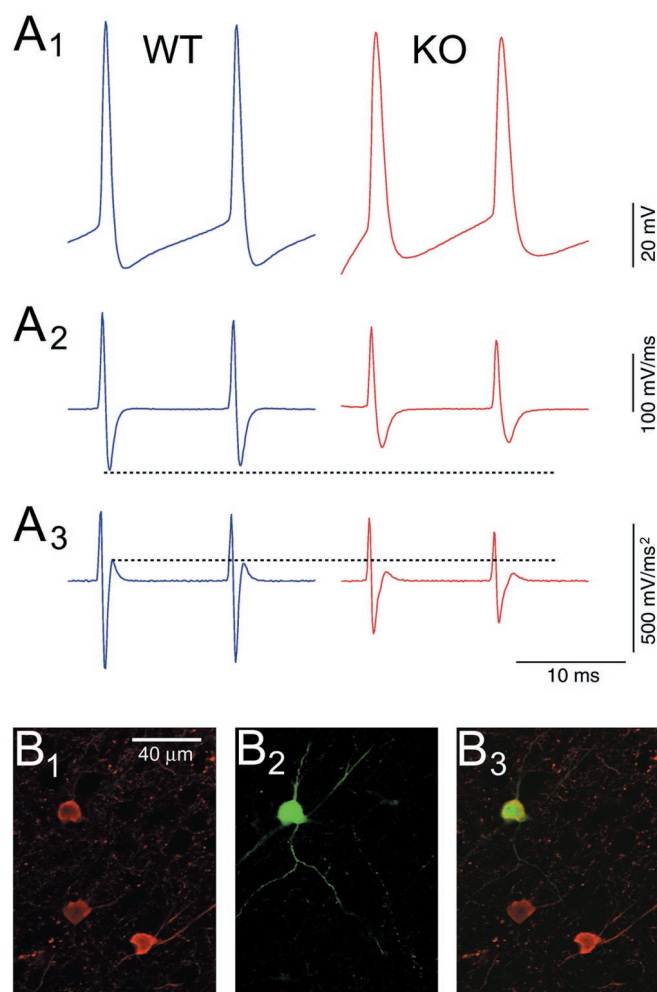 A1 WT KO
20 mV
A2
100 mV/ms
A3
500 mV/ms²
10 ms
B1 40 μm
B2
B3